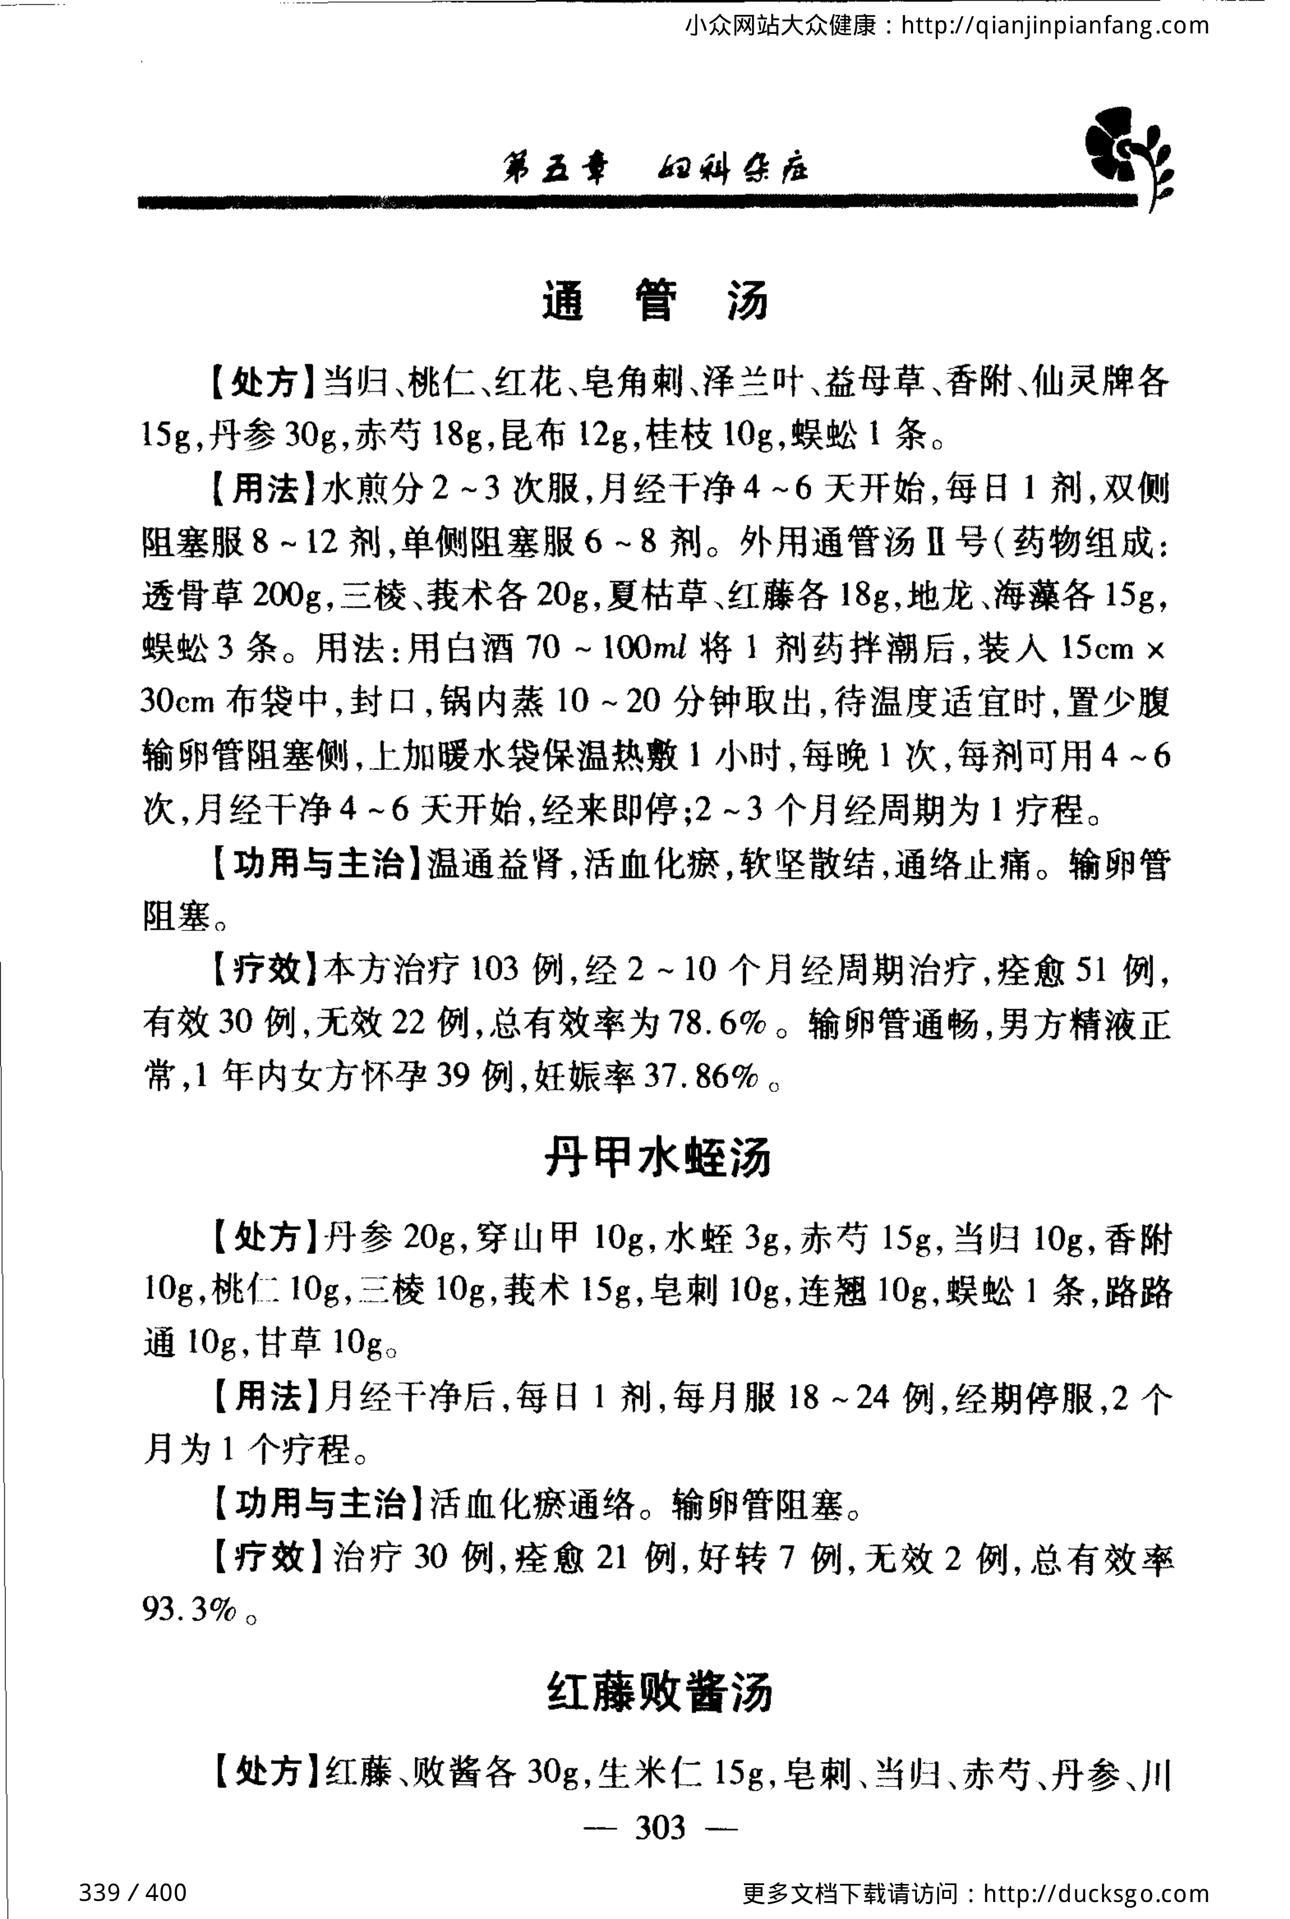 小众网站大众健康：http://qianjinpianfang.com
第五章 妇科杂症
通 管 汤
【处方】当归、桃仁、红花、皂角刺、泽兰叶、益母草、香附、仙灵牌各
15g,丹参30g,赤芍18g,昆布12g,桂枝10g,蜈蚣1条。
【用法】水煎分2~3次服,月经干净4~6天开始,每日1剂,双侧
阻塞服8~12剂,单侧阻塞服6~8剂。外用通管汤Ⅱ号(药物组成:
透骨草200g,三棱、莪术各20g,夏枯草、红藤各18g,地龙、海藻各15g,
蜈蚣3条。用法:用白酒70~100ml将1剂药拌潮后,装入15cm×
30cm布袋中,封口,锅内蒸10~20分钟取出,待温度适宜时,置少腹
输卵管阻塞侧,上加暖水袋保温热敷1小时,每晚1次,每剂可用4~6
次,月经干净4~6天开始,经来即停;2~3个月经周期为1疗程。
【功用与主治】温通益肾,活血化瘀,软坚散结,通络止痛。输卵管
阻塞。
【疗效】本方治疗103例,经2~10个月经周期治疗,痊愈51例,
有效30例,无效22例,总有效率为78.6%。输卵管通畅,男方精液正
常,1年内女方怀孕39例,妊娠率37.86%。
丹甲水蛭汤
【处方】丹参20g,穿山甲10g,水蛭3g,赤芍15g,当归10g,香附
10g,桃仁10g,三棱10g,莪术15g,皂刺10g,连翘10g,蜈蚣1条,路路
通10g,甘草10g。
【用法】月经干净后,每日1剂,每月服18~24例,经期停服,2个
月为1个疗程。
【功用与主治】活血化瘀通络。输卵管阻塞。
【疗效】治疗30例,痊愈21例,好转7例,无效2例,总有效率
93.3%。
红藤败酱汤
【处方】红藤、败酱各30g,生米仁15g,皂刺、当归、赤芍、丹参、川
— 303 —
339 / 400
更多文档下载请访问：http://ducksgo.com